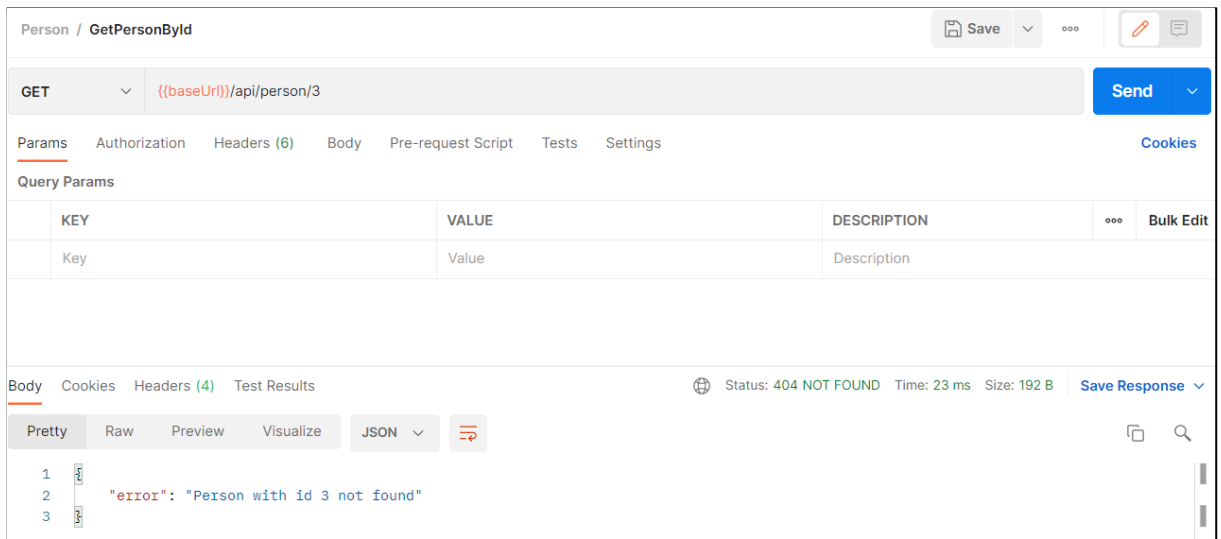 Person / GetPersonById
Save
GET {{baseUrl}}/api/person/3 Send
Params Authorization Headers (6) Body Pre-request Script Tests Settings Cookies
Query Params
KEY VALUE DESCRIPTION Bulk Edit
Key Value Description
Body Cookies Headers (4) Test Results Status: 404 NOT FOUND Time: 23 ms Size: 192 B Save Response
Pretty Raw Preview Visualize JSON
1 {
2 "error": "Person with id 3 not found"
3 }